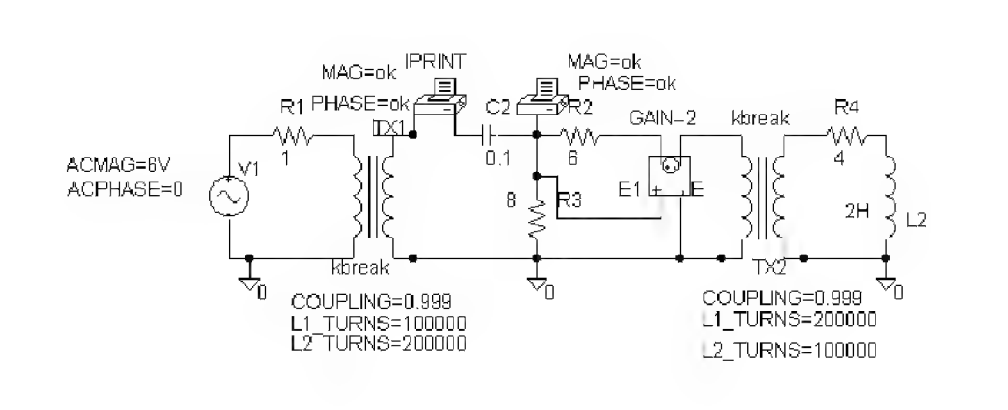 IPRINT
MAG=ok
MAG=ok
PHASE=ok
R1
PHASE=ok
C2
R2
GAIN-2
kbreak
R4
TX1
1
0.1
6
4
ACMAG=6V
ACPHASE=0
V1
E1
+
-
E
8
R3
2H
L2
kbreak
TX2
0
0
0
COUPLING=0.999
L1_TURNS=100000
L2_TURNS=200000
COUPLING=0.999
L1_TURNS=200000
L2_TURNS=100000